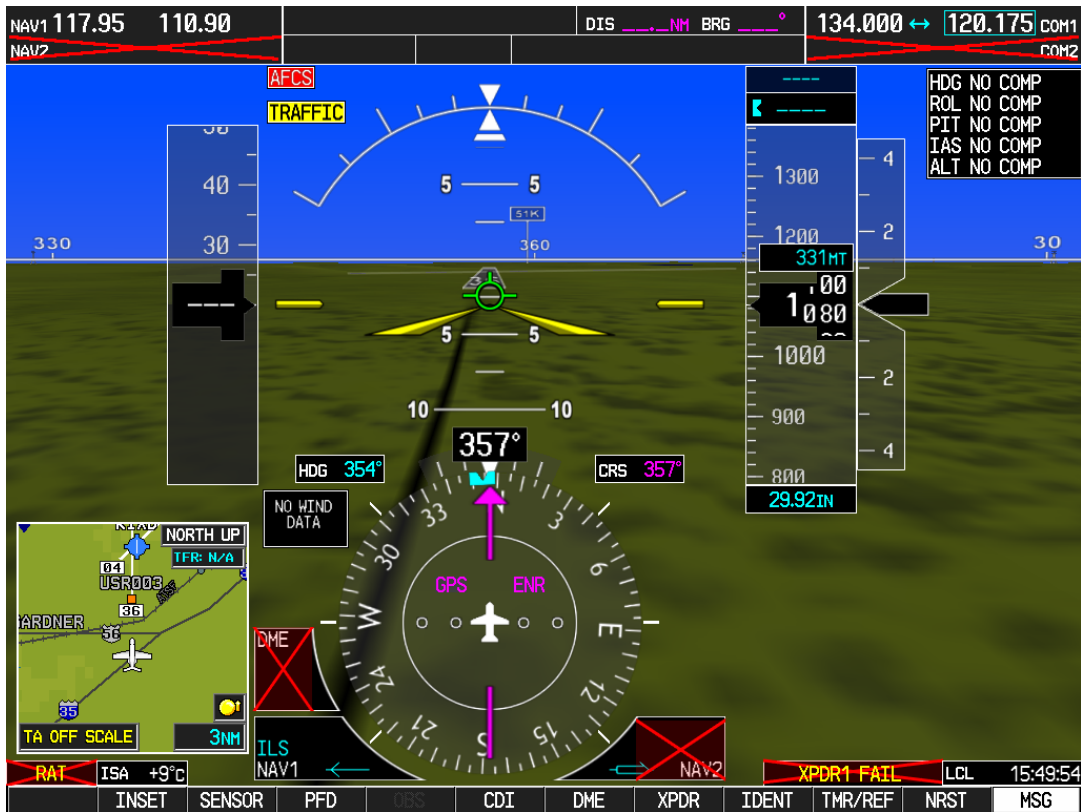 NAV1 117.95 110.90
DIS __._NM BRG ___°
134.000 ↔ 120.175 COM1
NAV2
COM2
AFCS
TRAFFIC
HDG NO COMP
ROL NO COMP
PIT NO COMP
IAS NO COMP
ALT NO COMP
----
----
40
30
---
5 5
51K
330
360
30
5 5
10 10
1300
1200
331MT
1080
00
1000
900
800
4
2
2
4
29.92IN
357°
HDG 354°
CRS 357°
NO WIND
DATA
N
3
6
E
12
15
S
21
24
W
30
33
GPS ENR
NORTH UP
TFR: N/A
04
USR003
36
ARDNER
56
35
TA OFF SCALE
3NM
DME
ILS
NAV1
NAV2
RAT
ISA +9°C
XPDR1 FAIL
LCL 15:49:54
INSET SENSOR PFD OBS CDI DME XPDR IDENT TMR/REF NRST MSG